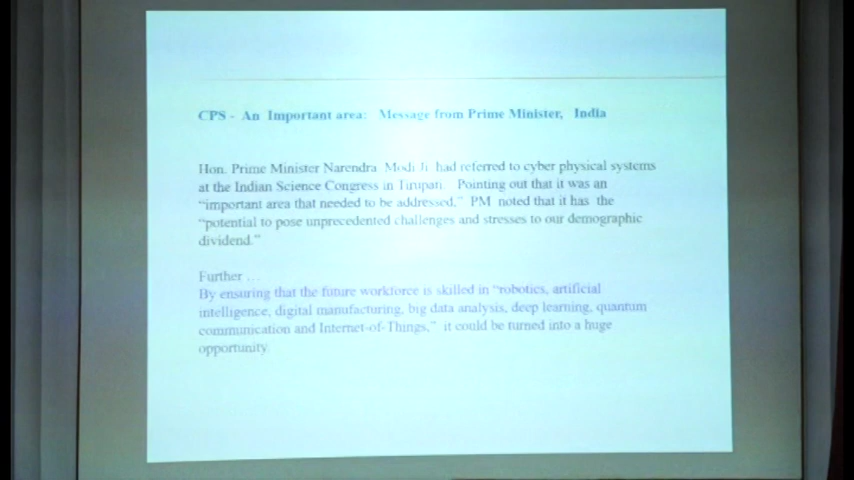 CPS - An Important area: Message from Prime Minister, India
Hon. Prime Minister Narendra Modi Ji had referred to cyber physical systems
at the Indian Science Congress in Tirupati. Pointing out that it was an
“important area that needed to be addressed,” PM noted that it has the
“potential to pose unprecedented challenges and stresses to our demographic
dividend.”
Further ...
By ensuring that the future workforce is skilled in “robotics, artificial
intelligence, digital manufacturing, big data analysis, deep learning, quantum
communication and Internet-of-Things,” it could be turned into a huge
opportunity.